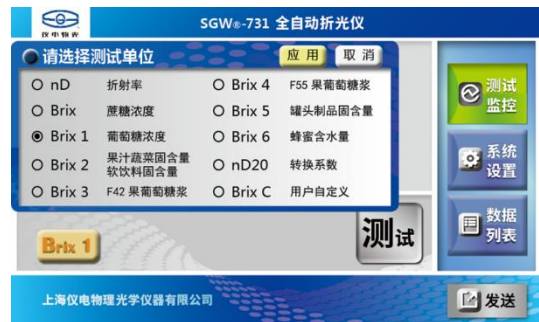 仪电物光
SGW®-731 全自动折光仪
请选择测试单位
应用
取消
nD 折射率
Brix 蔗糖浓度
Brix 1 葡萄糖浓度
Brix 2 果汁蔬菜固含量
软饮料固含量
Brix 3 F42 果葡萄糖浆
Brix 4 F55 果葡萄糖浆
Brix 5 罐头制品固含量
Brix 6 蜂蜜含水量
nD20 转换系数
Brix C 用户自定义
测试
监控
系统
设置
数据
列表
Brix 1
测试
上海仪电物理光学仪器有限公司
发送